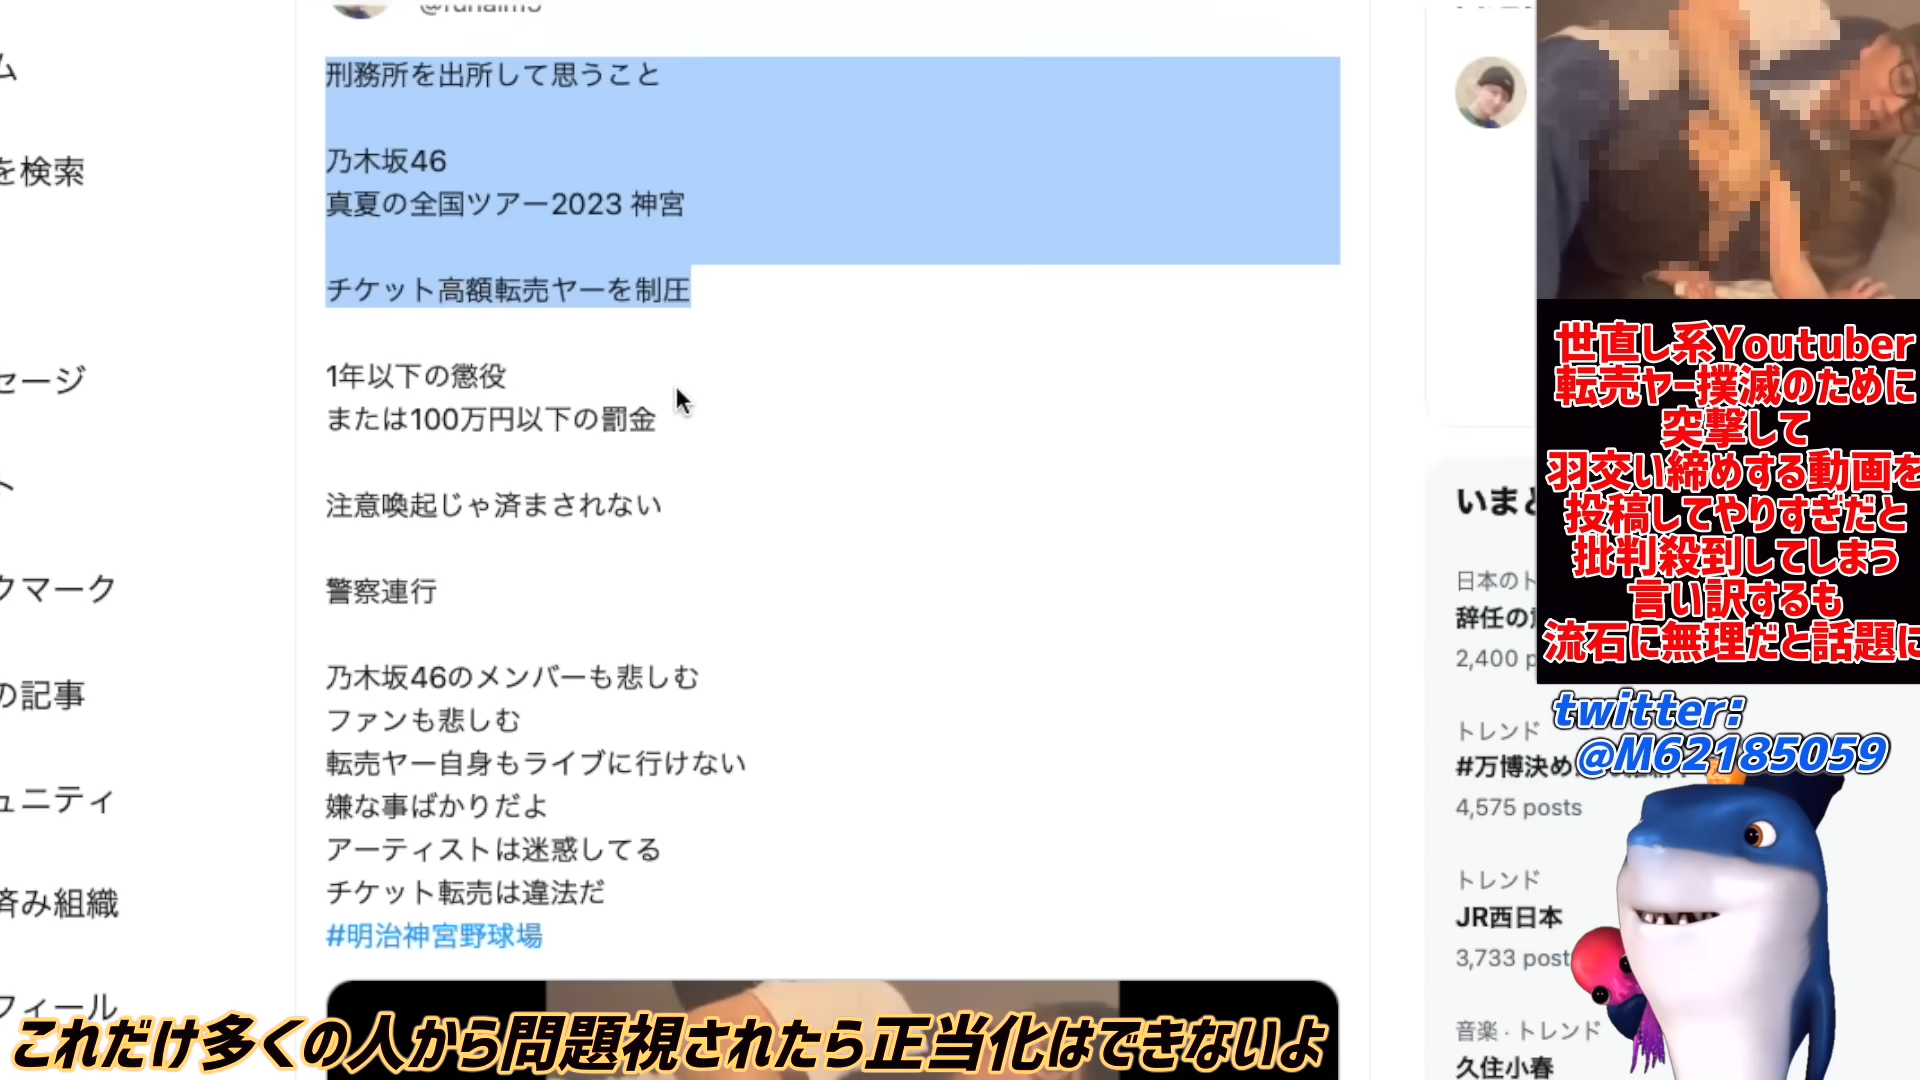 刑務所を出所して思うこと
乃木坂46
真夏の全国ツアー2023 神宮
チケット高額転売ヤーを制圧
1年以下の懲役
または100万円以下の罰金
注意喚起じゃ済まされない
警察連行
乃木坂46のメンバーも悲しむ
ファンも悲しむ
転売ヤー自身もライブに行けない
嫌な事ばかりだよ
アーティストは迷惑してる
チケット転売は違法だ
#明治神宮野球場
ム
を検索
セージ
ト
クマーク
の記事
ュニティ
済み組織
フィール
いま
日本のト
辞任の
2,400 p
トレンド
#万博決め
4,575 posts
トレンド
JR西日本
3,733 post
音楽 · トレンド
久住小春
世直し系Youtuber
転売ヤー撲滅のために
突撃して
羽交い締めする動画を
投稿してやりすぎだと
批判殺到してしまう
言い訳するも
流石に無理だと話題に
twitter:
@M62185059
これだけ多くの人から問題視されたら正当化はできないよ